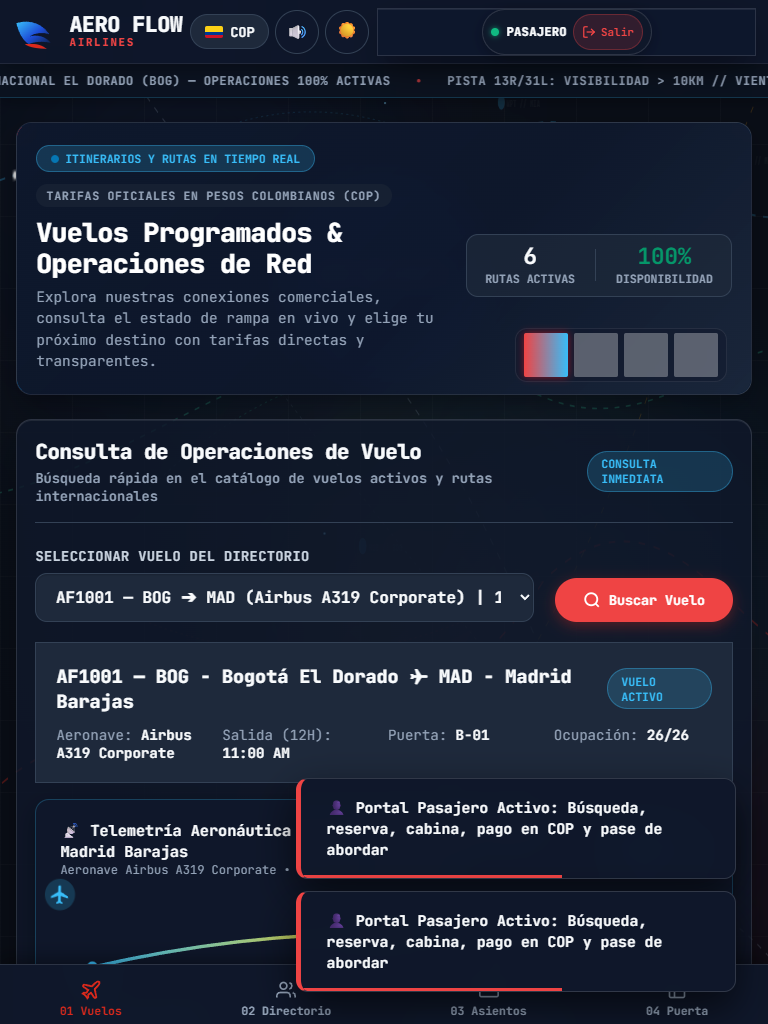 AERO FLOW
AIRLINES
COP
PASAJERO
Salir
NACIONAL EL DORADO (BOG) — OPERACIONES 100% ACTIVAS • PISTA 13R/31L: VISIBILIDAD > 10KM // VIEN
ITINERARIOS Y RUTAS EN TIEMPO REAL
TARIFAS OFICIALES EN PESOS COLOMBIANOS (COP)
Vuelos Programados &
Operaciones de Red
Explora nuestras conexiones comerciales,
consulta el estado de rampa en vivo y elige tu
próximo destino con tarifas directas y
transparentes.
6
RUTAS ACTIVAS
100%
DISPONIBILIDAD
Consulta de Operaciones de Vuelo
Búsqueda rápida en el catálogo de vuelos activos y rutas
internacionales
CONSULTA
INMEDIATA
SELECCIONAR VUELO DEL DIRECTORIO
AF1001 — BOG ➔ MAD (Airbus A319 Corporate) | 1
Buscar Vuelo
AF1001 — BOG - Bogotá El Dorado ✈ MAD - Madrid
Barajas
VUELO
ACTIVO
Aeronave: Airbus
A319 Corporate
Salida (12H):
11:00 AM
Puerta: B-01
Ocupación: 26/26
Telemetría Aeronáutica
Madrid Barajas
Aeronave Airbus A319 Corporate •
Portal Pasajero Activo: Búsqueda,
reserva, cabina, pago en COP y pase de
abordar
Portal Pasajero Activo: Búsqueda,
reserva, cabina, pago en COP y pase de
abordar
01 Vuelos
02 Directorio
03 Asientos
04 Puerta